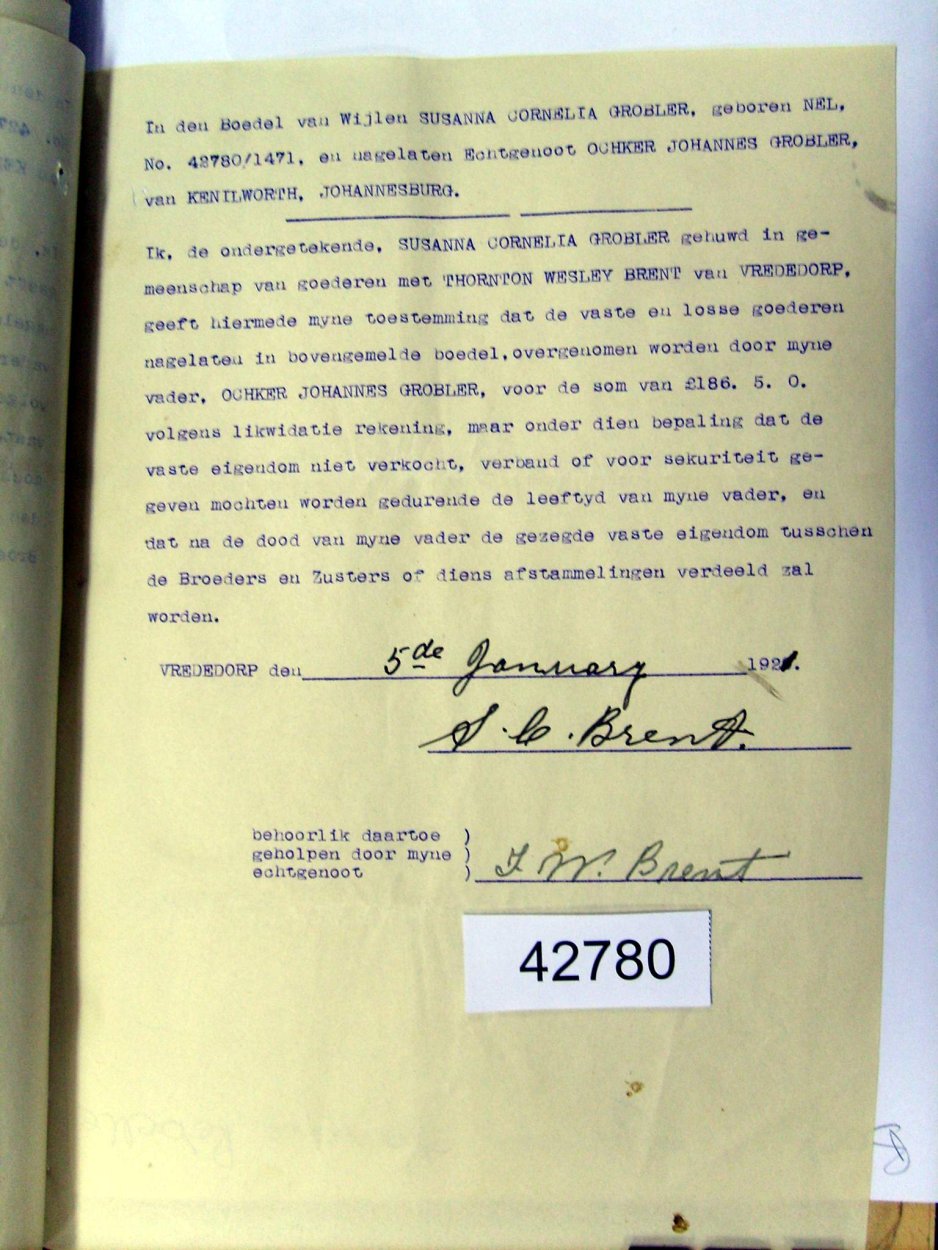 In den Boedel van Wijlen SUSANNA CORNELIA GROBLER, geboren NEL,
No. 42780/1471, en nagelaten Echtgenoot OCHKER JOHANNES GROBLER,
van KENILWORTH, JOHANNESBURG.
Ik, de ondergetekende, SUSANNA CORNELIA GROBLER gehuwd in ge-
meenschap van goederen met THORNTON WESLEY BRENT van VREDEDORP,
geeft hiermede myne toestemming dat de vaste en losse goederen
nagelaten in bovengemelde boedel, overgenomen worden door myne
vader, OCHKER JOHANNES GROBLER, voor de som van £186. 5. 0.
volgens likwidatie rekening, maar onder dien bepaling dat de
vaste eigendom niet verkocht, verband of voor sekuriteit ge-
geven mochten worden gedurende de leeftyd van myne vader, en
dat na de dood van myne vader de gezegde vaste eigendom tusschen
de Broeders en Zusters of diens afstammelingen verdeeld zal
worden.
VREDEDORP den 5de January 1921.
S. C. Brent.
behoorlik daartoe )
geholpen door myne )
echtgenoot ) T. W. Brent
42780